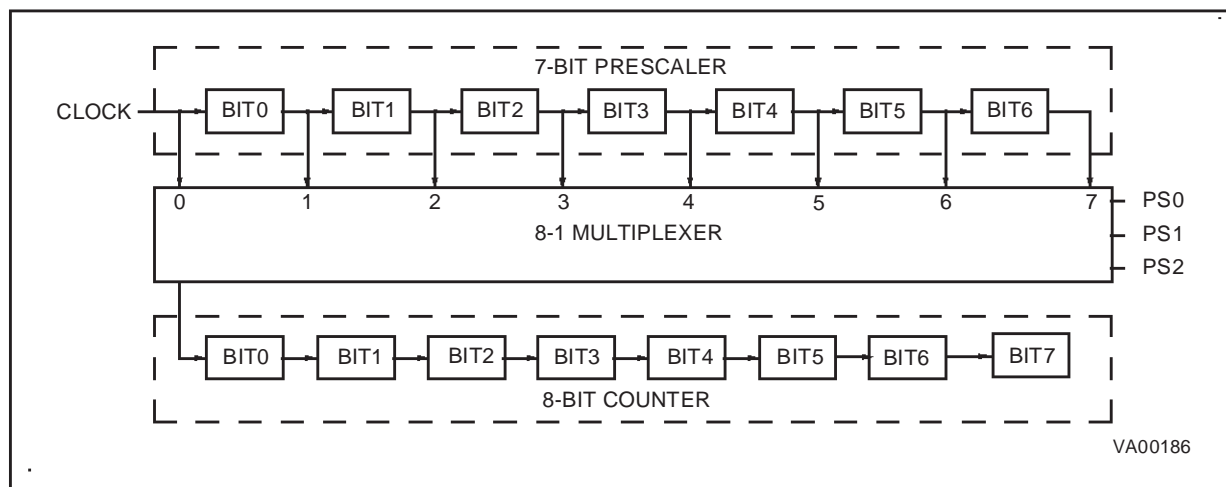 7-BIT PRESCALER
CLOCK BIT0 BIT1 BIT2 BIT3 BIT4 BIT5 BIT6
0 1 2 3 4 5 6 7
PS0
8-1 MULTIPLEXER
PS1
PS2
BIT0 BIT1 BIT2 BIT3 BIT4 BIT5 BIT6 BIT7
8-BIT COUNTER
VA00186